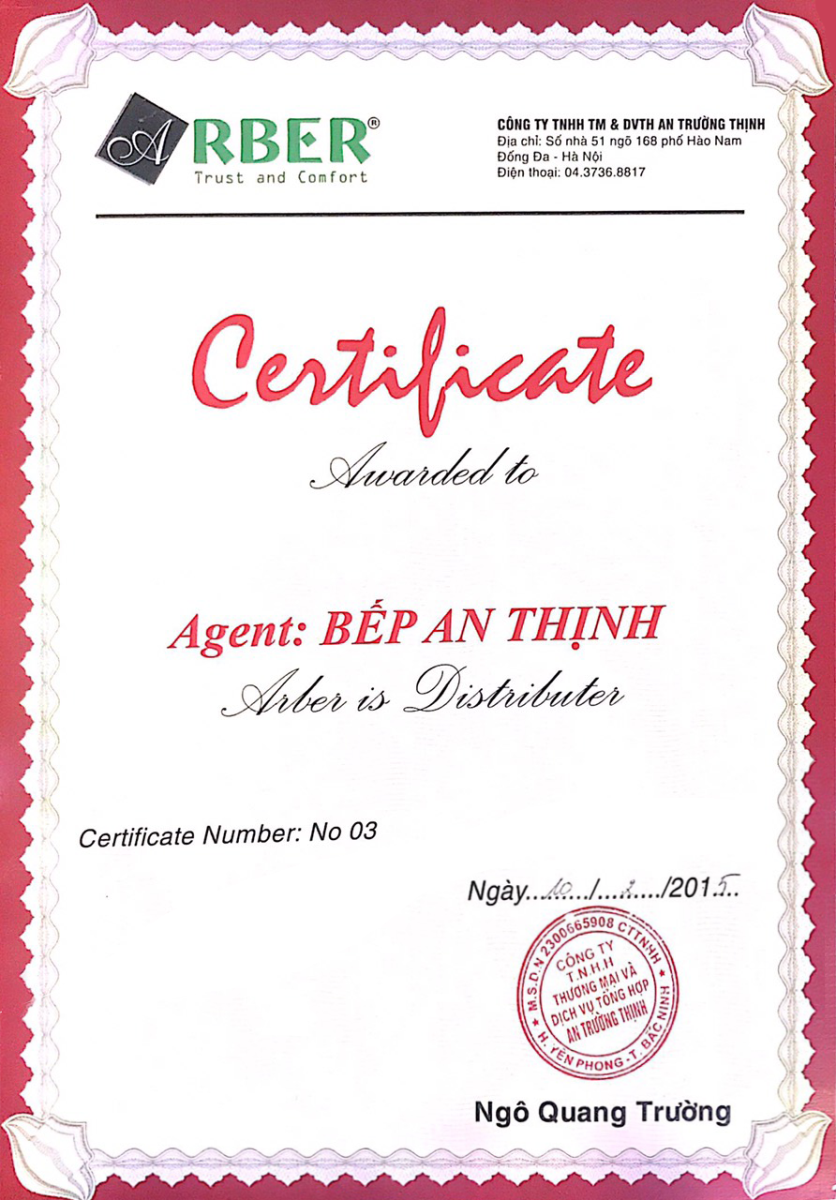 ARBER®
Trust and Comfort
CÔNG TY TNHH TM & DVTH AN TRƯỜNG THỊNH
Địa chỉ: Số nhà 51 ngõ 168 phố Hào Nam
Đống Đa - Hà Nội
Điện thoại: 04.3736.8817
Certificate
Awarded to
Agent: BẾP AN THỊNH
Arber is Distributer
Certificate Number: No 03
Ngày...10.../...2.../2015..
M.S.D.N 2300665908 CTTNHH
CÔNG TY
T.N.H.H
THƯƠNG MẠI VÀ
DỊCH VỤ TỔNG HỢP
AN TRƯỜNG THỊNH
H. YÊN PHONG - T. BẮC NINH
Ngô Quang Trường